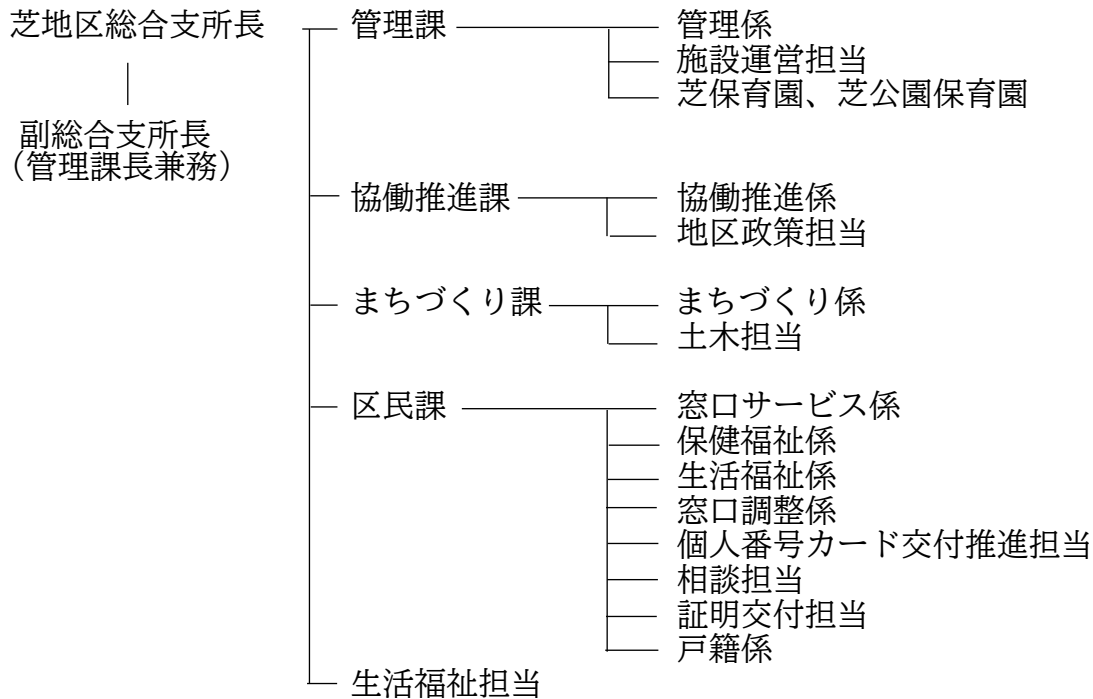 芝地区総合支所長
副総合支所長
(管理課長兼務)
管理課
管理係
施設運営担当
芝保育園、芝公園保育園
協働推進課
協働推進係
地区政策担当
まちづくり課
まちづくり係
土木担当
区民課
窓口サービス係
保健福祉係
生活福祉係
窓口調整係
個人番号カード交付推進担当
相談担当
証明交付担当
戸籍係
生活福祉担当